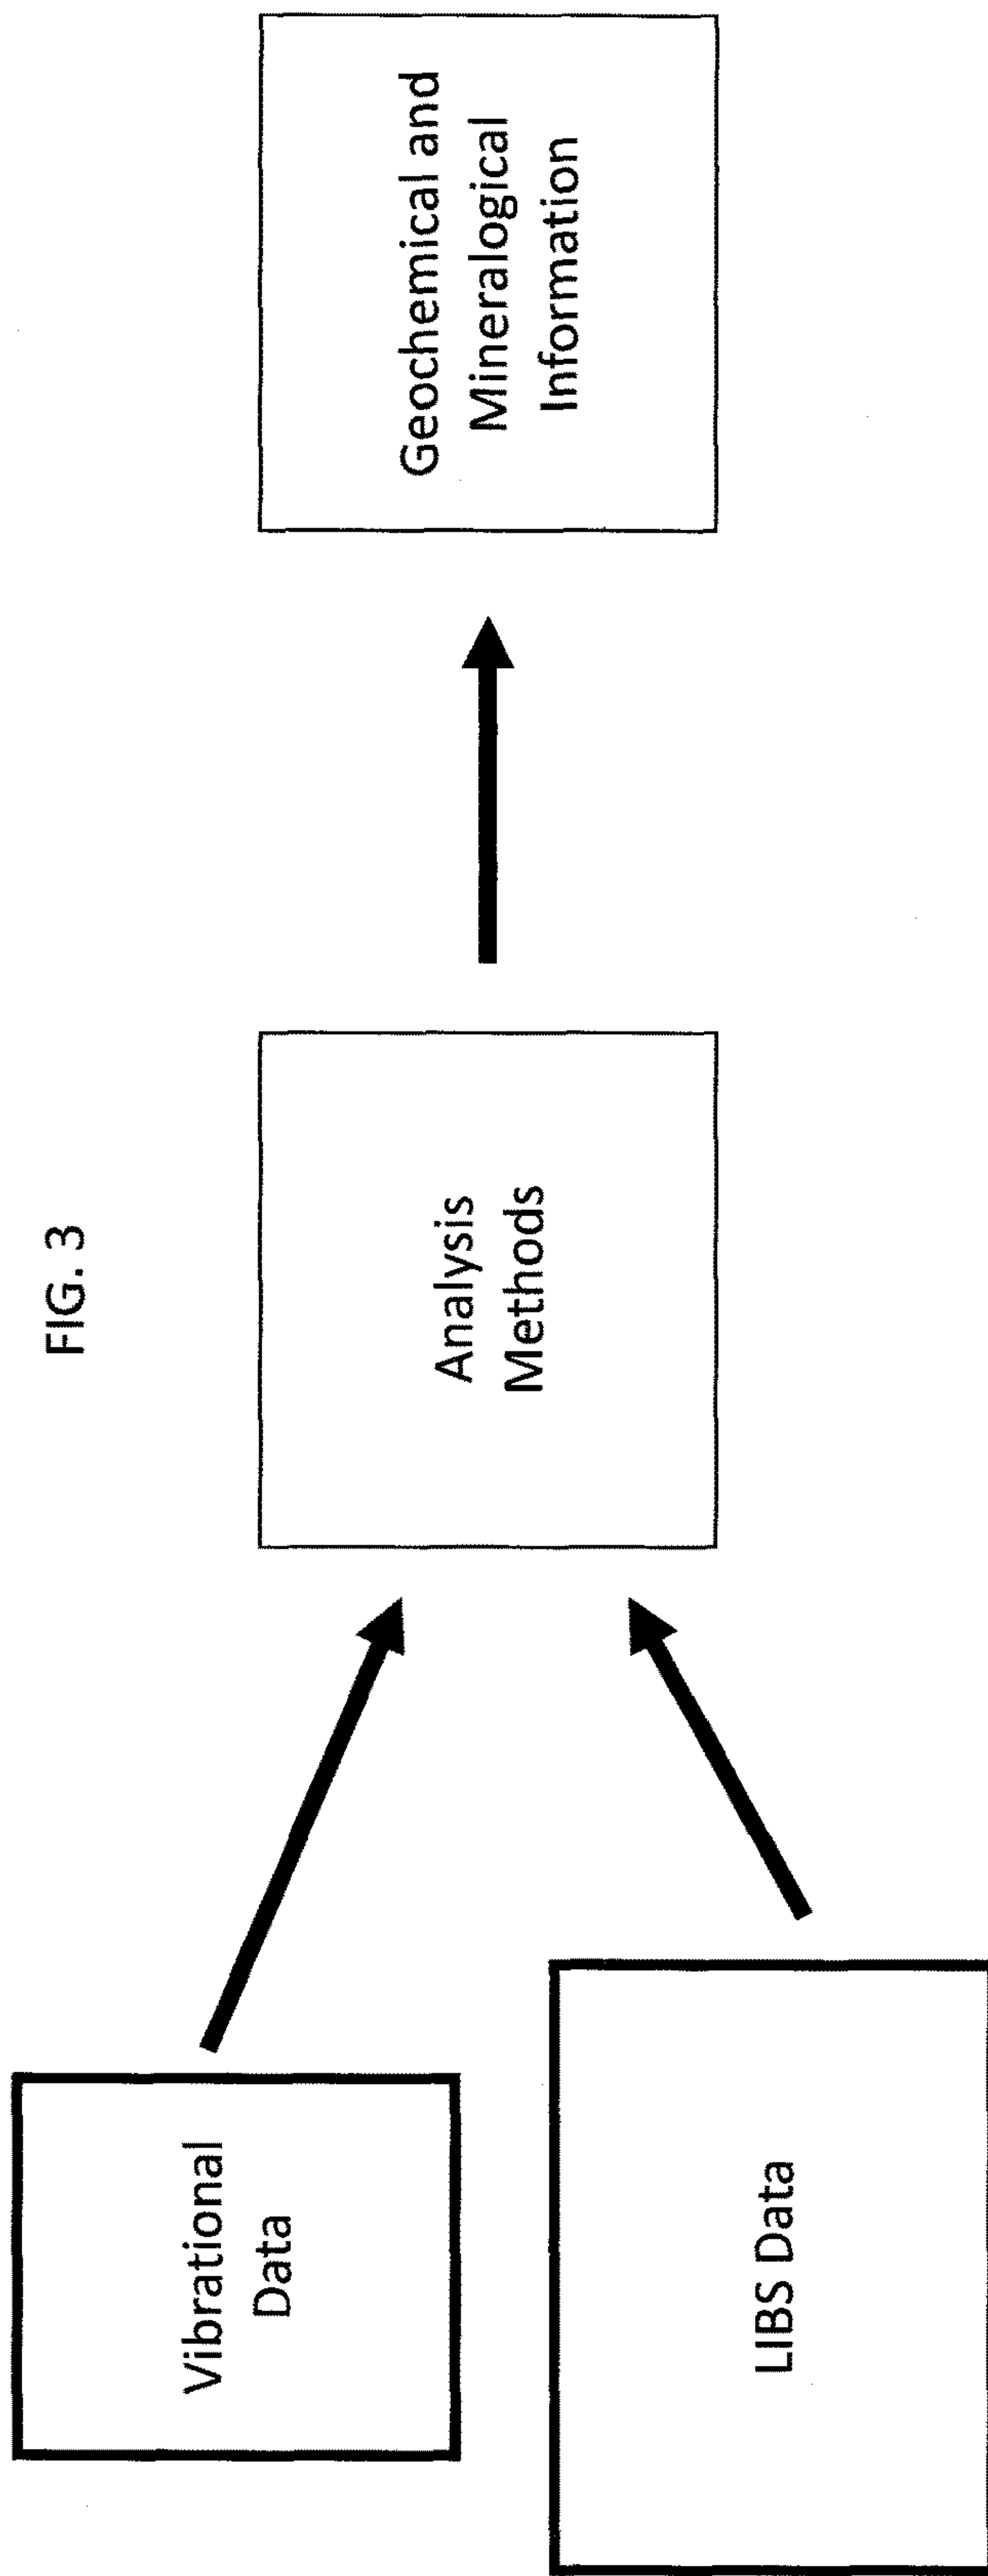 FIG. 3
Vibrational
Data
LIBS Data
Analysis
Methods
Geochemical and
Mineralogical
Information